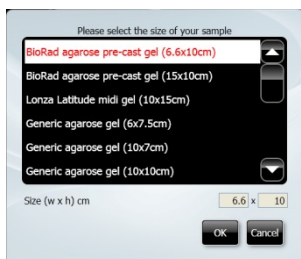 Please select the size of your sample
BioRad agarose pre-cast gel (6.6x10cm)
BioRad agarose pre-cast gel (15x10cm)
Lonza Latitude midi gel (10x15cm)
Generic agarose gel (6x7.5cm)
Generic agarose gel (10x7cm)
Generic agarose gel (10x10cm)
Size (w x h) cm 6.6 x 10
OK Cancel